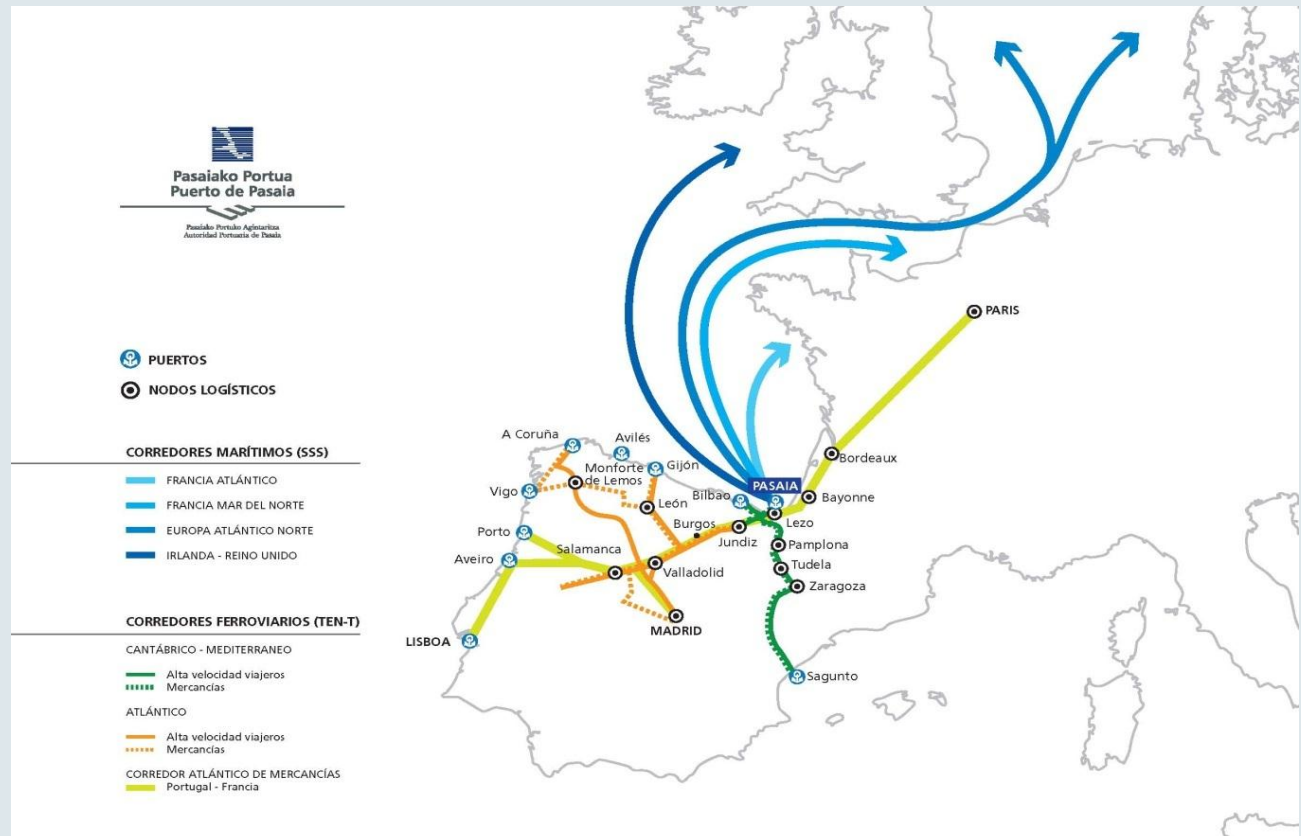 Pasaiako Portua
Puerto de Pasaia
Pasaiako Portuko Agintaritza
Autoridad Portuaria de Pasaia
PUERTOS
NODOS LOGÍSTICOS
CORREDORES MARÍTIMOS (SSS)
FRANCIA ATLÁNTICO
FRANCIA MAR DEL NORTE
EUROPA ATLÁNTICO NORTE
IRLANDA - REINO UNIDO
CORREDORES FERROVIARIOS (TEN-T)
CANTÁBRICO - MEDITERRANEO
Alta velocidad viajeros
Mercancías
ATLÁNTICO
Alta velocidad viajeros
Mercancías
CORREDOR ATLÁNTICO DE MERCANCÍAS
Portugal - Francia
PARIS
Bordeaux
Bayonne
PASAIA
Lezo
Bilbao
A Coruña
Avilés
Gijón
Monforte
de Lemos
Vigo
León
Burgos
Jundiz
Pamplona
Tudela
Zaragoza
Porto
Aveiro
Salamanca
Valladolid
MADRID
LISBOA
Sagunto